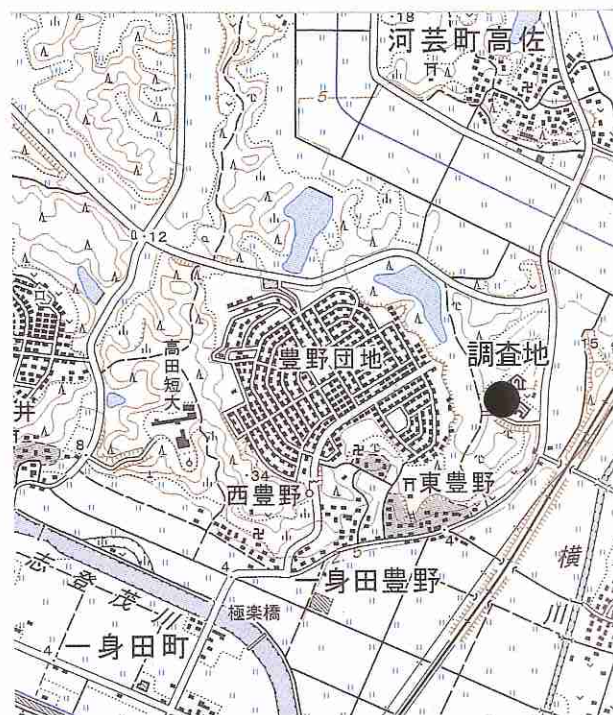 18
河芸町高佐
5
12
調査地
豊野団地
高田短大
15
井
8
34
西豊野
東豊野
4
5
4
一身田豊野
横
川
志登茂川
極楽橋
一身田町
4